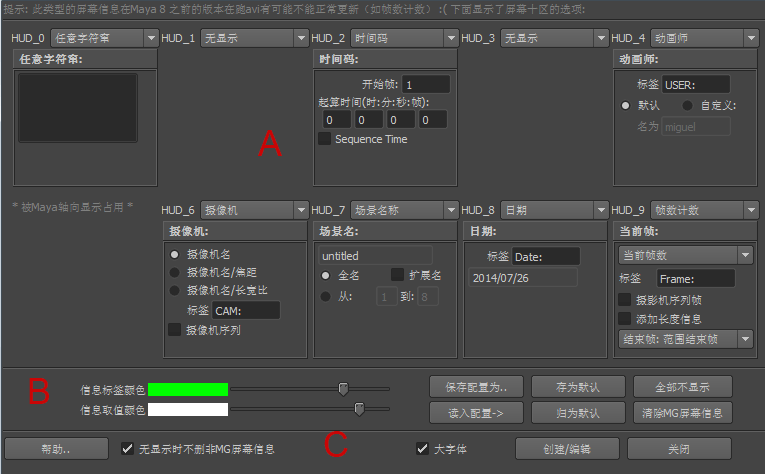 提示: 此类型的屏幕信息在Maya 8 之前的版本在跑avi有可能不能正常更新（如帧数计数）:( 下面显示了屏幕十区的选项:
HUD_0 任意字符窜 HUD_1 无显示 HUD_2 时间码 HUD_3 无显示 HUD_4 动画师
任意字符窜: 时间码: 动画师:
开始帧: 1 标签 USER:
起算时间(时:分:秒:帧): 默认 自定义:
0 0 0 0 名为 miguel
Sequence Time
A
* 被Maya轴向显示占用 * HUD_6 摄像机 HUD_7 场景名称 HUD_8 日期 HUD_9 帧数计数
摄像机: 场景名: 日期: 当前帧:
摄像机名 untitled 标签 Date: 当前帧数
摄像机名/焦距 全名 扩展名 2014/07/26 标签 Frame:
摄像机名/长宽比 从: 1 到: 8 摄影机序列帧
标签 CAM: 添加长度信息
摄像机序列 结束帧: 范围结束帧
B
信息标签颜色 保存配置为.. 存为默认 全部不显示
信息取值颜色 读入配置-> 归为默认 清除MG屏幕信息
C
帮助.. 无显示时不删非MG屏幕信息 大字体 创建/编辑 关闭